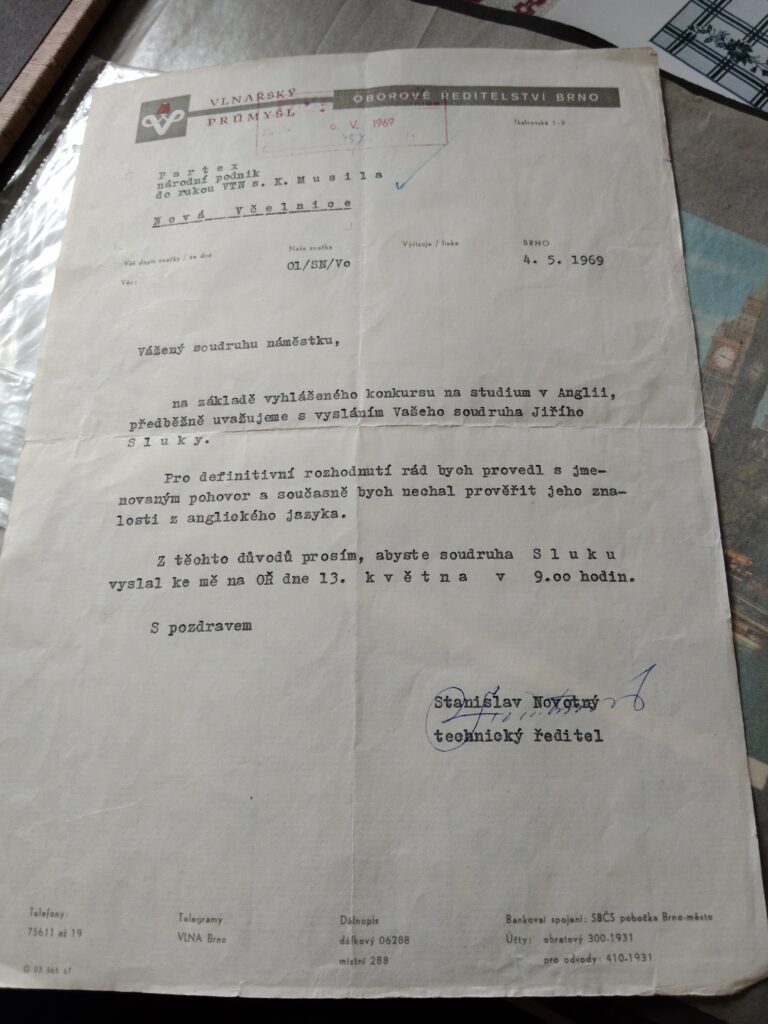 VLNAŘSKÝ
PRŮMYSL
OBOROVÉ ŘEDITELSTVÍ BRNO
V. 1969
Partex
národní podnik
do rukou VTN s. K. Musila
Nová Včelnice
Váš dopis značky / ze dne
Naše značka
Vyřizuje / linka
BRNO
Věc:
01/SN/Vo
4. 5. 1969
Vážený soudruhu náměstku,
na základě vyhlášeného konkursu na studium v Anglii,
předběžně uvažujeme s vysláním Vašeho soudruha Jiřího
Sluky.
Pro definitivní rozhodnutí rád bych provedl s jme-
novaným pohovor a současně bych nechal prověřit jeho zna-
losti z anglického jazyka.
Z těchto důvodů prosím, abyste soudruha Sluku
vyslal ke mě na OŘ dne 13. května v 9.oo hodin.
S pozdravem
Stanislav Novotný
technický ředitel
Telefony:
75611 až 19
Telegramy
VLNA Brno
Dálnopis
dálkový 06288
místní 288
Bankovní spojení: SBČS pobočka Brno-město
Účty: obratový 300-1931
pro odvody: 410-1931
G 03 565 67